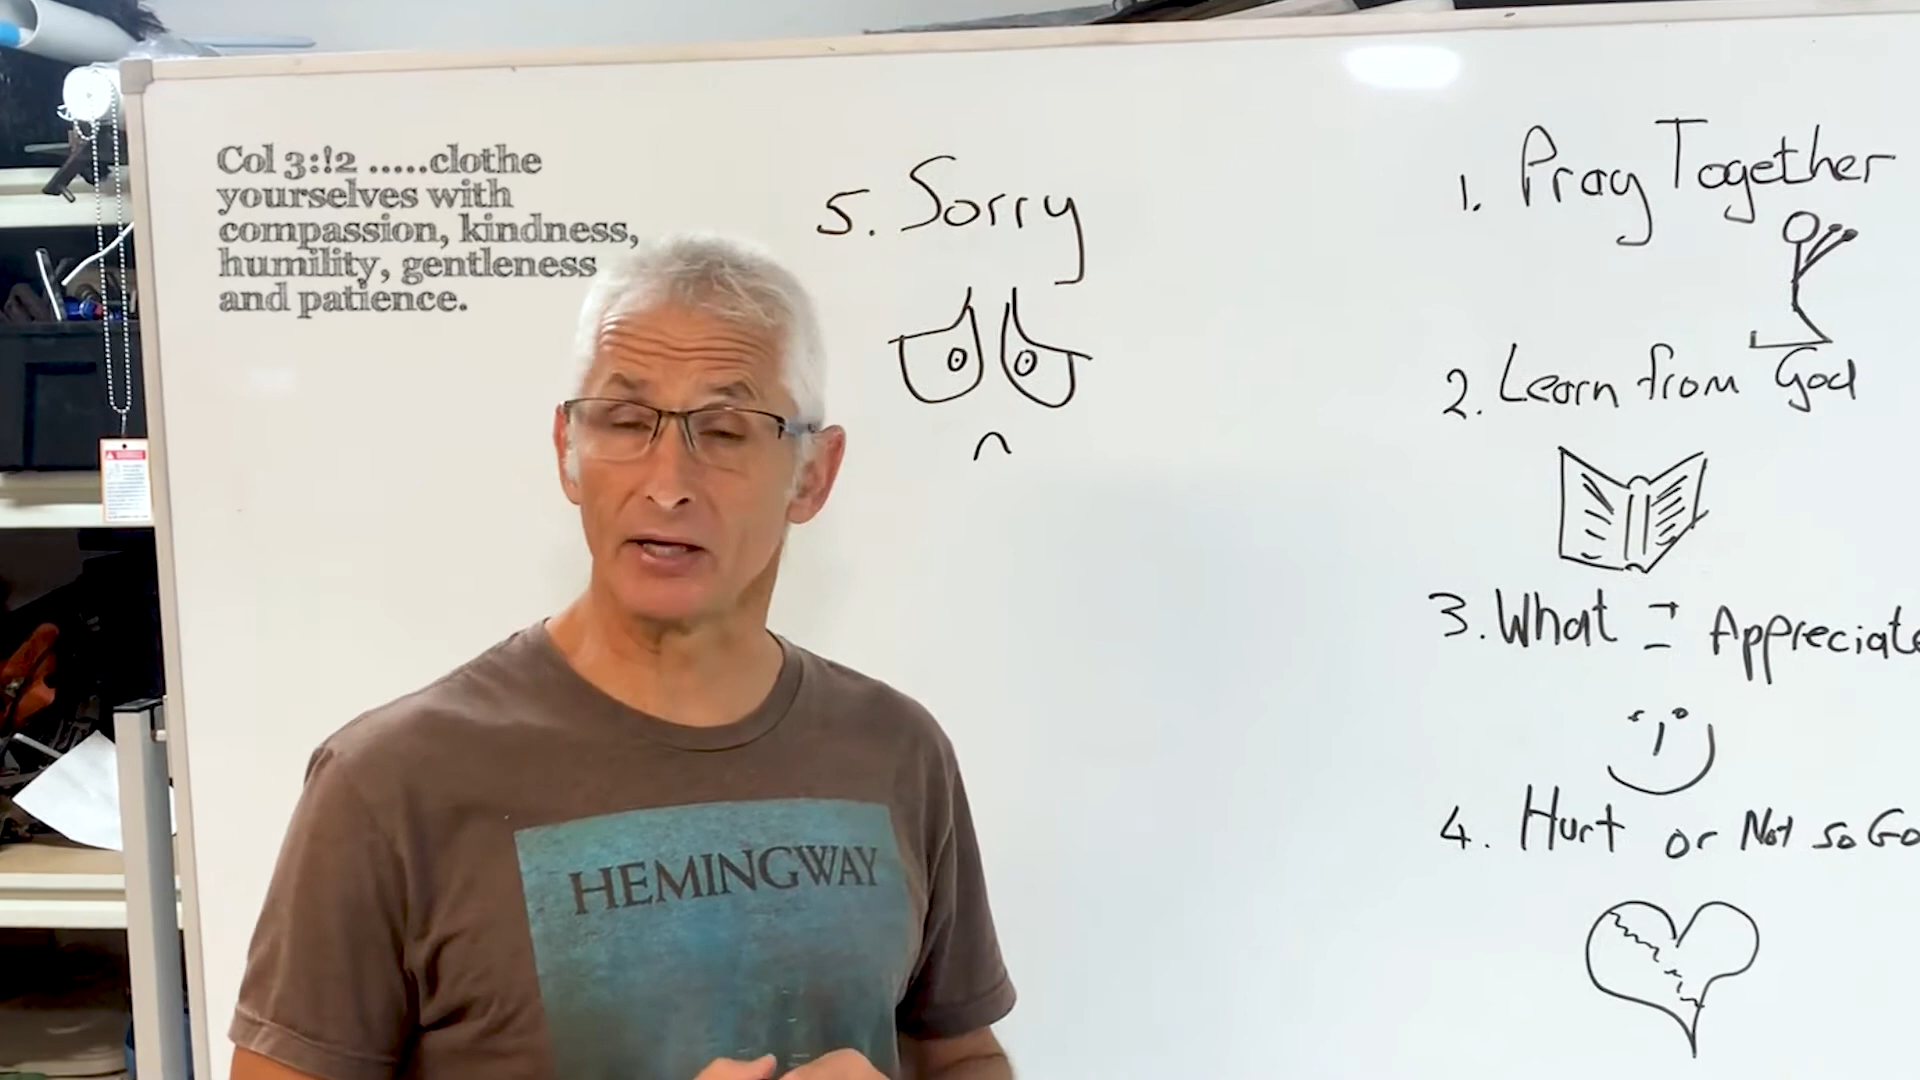 Col 3:!2 .....clothe
yourselves with
compassion, kindness,
humility, gentleness
and patience.
5. Sorry
1. Pray Together
2. Learn from God
3. What Appreciate
4. Hurt or Not so Go
HEMINGWAY